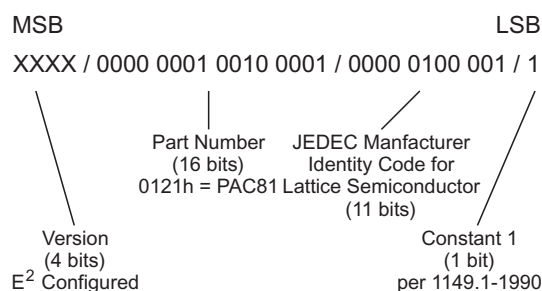 MSB LSB
XXXX / 0000 0001 0010 0001 / 0000 0100 001 / 1
Part Number
(16 bits)
0121h = PAC81
JEDEC Manfacturer
Identity Code for
Lattice Semiconductor
(11 bits)
Version
(4 bits)
E² Configured
Constant 1
(1 bit)
per 1149.1-1990